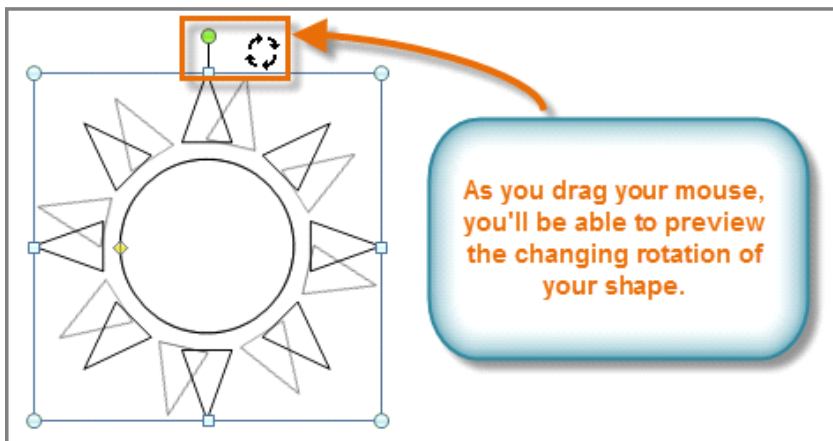 As you drag your mouse,
you'll be able to preview
the changing rotation of
your shape.